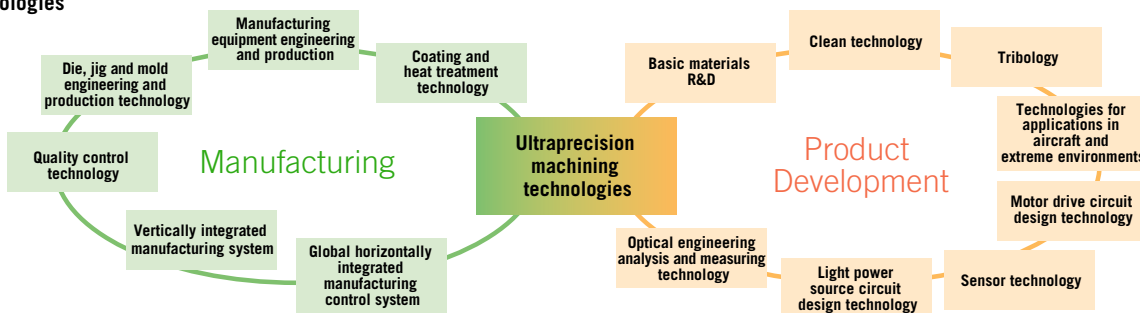 Manufacturing
equipment engineering
and production
Coating and
heat treatment
technology
Die, jig and mold
engineering and
production technology
Quality control
technology
Manufacturing
Vertically integrated
manufacturing system
Global horizontally
integrated
manufacturing
control system
Ultraprecision
machining
technologies
Basic materials
R&D
Clean technology
Tribology
Technologies for
applications in
aircraft and
extreme environments
Product
Development
Motor drive circuit
design technology
Sensor technology
Light power
source circuit
design technology
Optical engineering
analysis and measuring
technology